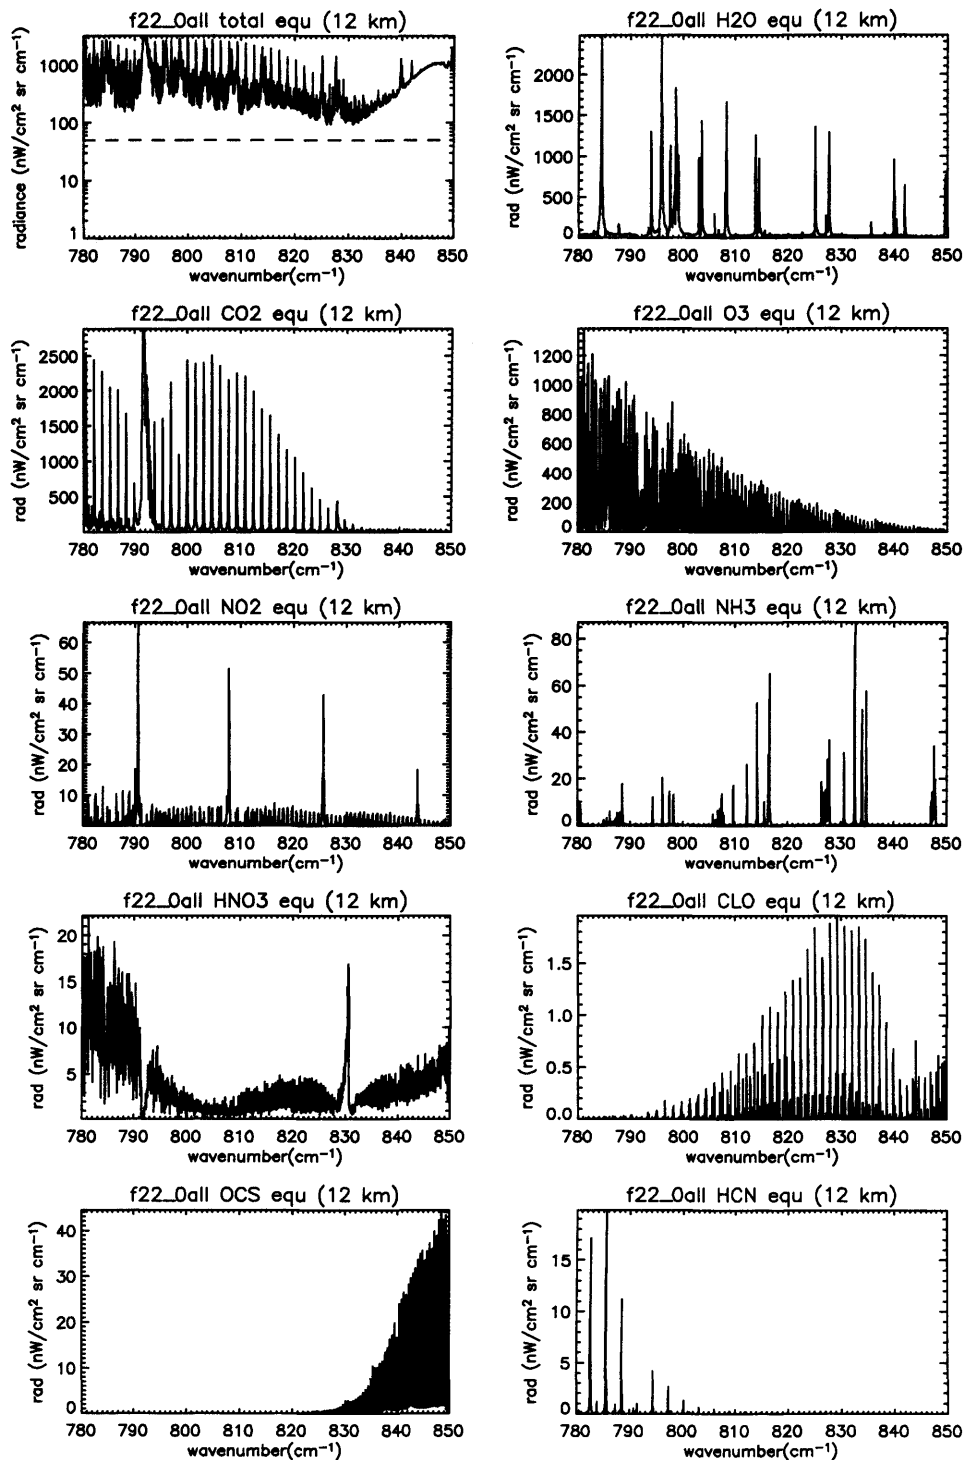 f22_0all total equ (12 km)
radiance (nW/cm² sr cm⁻¹)
1000
100
10
1
780 790 800 810 820 830 840 850
wavenumber(cm⁻¹)
f22_0all H2O equ (12 km)
rad (nW/cm² sr cm⁻¹)
2000
1500
1000
500
0
780 790 800 810 820 830 840 850
wavenumber(cm⁻¹)
f22_0all CO2 equ (12 km)
rad (nW/cm² sr cm⁻¹)
2500
2000
1500
1000
500
780 790 800 810 820 830 840 850
wavenumber(cm⁻¹)
f22_0all O3 equ (12 km)
rad (nW/cm² sr cm⁻¹)
1200
1000
800
600
400
200
0
780 790 800 810 820 830 840 850
wavenumber(cm⁻¹)
f22_0all NO2 equ (12 km)
rad (nW/cm² sr cm⁻¹)
60
50
40
30
20
10
780 790 800 810 820 830 840 850
wavenumber(cm⁻¹)
f22_0all NH3 equ (12 km)
rad (nW/cm² sr cm⁻¹)
80
60
40
20
0
780 790 800 810 820 830 840 850
wavenumber(cm⁻¹)
f22_0all HNO3 equ (12 km)
rad (nW/cm² sr cm⁻¹)
20
15
10
5
780 790 800 810 820 830 840 850
wavenumber(cm⁻¹)
f22_0all CLO equ (12 km)
rad (nW/cm² sr cm⁻¹)
1.5
1.0
0.5
0.0
780 790 800 810 820 830 840 850
wavenumber(cm⁻¹)
f22_0all OCS equ (12 km)
rad (nW/cm² sr cm⁻¹)
40
30
20
10
0
780 790 800 810 820 830 840 850
wavenumber(cm⁻¹)
f22_0all HCN equ (12 km)
rad (nW/cm² sr cm⁻¹)
15
10
5
0
780 790 800 810 820 830 840 850
wavenumber(cm⁻¹)